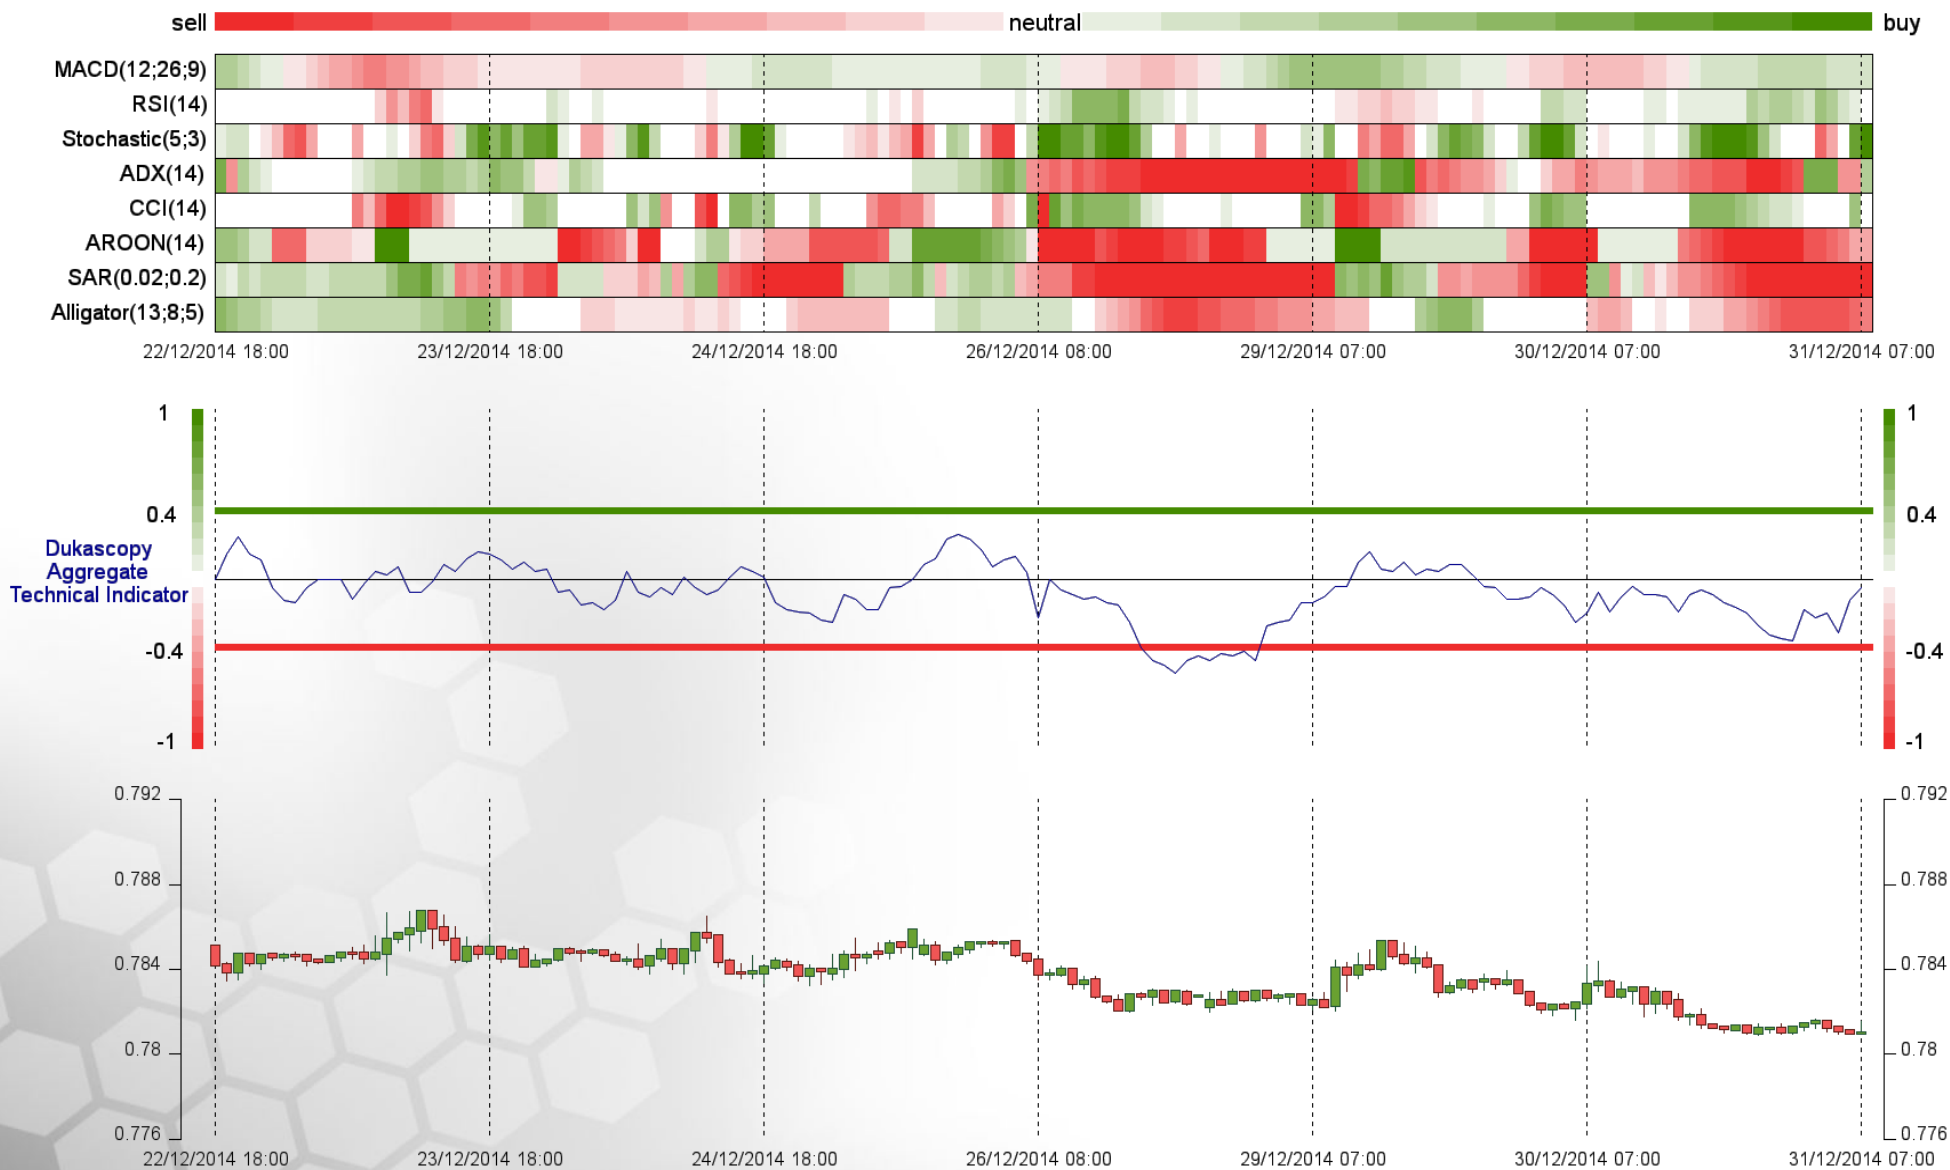 sell neutral buy
MACD(12;26;9)
RSI(14)
Stochastic(5;3)
ADX(14)
CCI(14)
AROON(14)
SAR(0.02;0.2)
Alligator(13;8;5)
22/12/2014 18:00 23/12/2014 18:00 24/12/2014 18:00 26/12/2014 08:00 29/12/2014 07:00 30/12/2014 07:00 31/12/2014 07:00
1 1
0.4 0.4
Dukascopy
Aggregate
Technical Indicator
-0.4 -0.4
-1 -1
0.792 0.792
0.788 0.788
0.784 0.784
0.78 0.78
0.776 0.776
22/12/2014 18:00 23/12/2014 18:00 24/12/2014 18:00 26/12/2014 08:00 29/12/2014 07:00 30/12/2014 07:00 31/12/2014 07:00